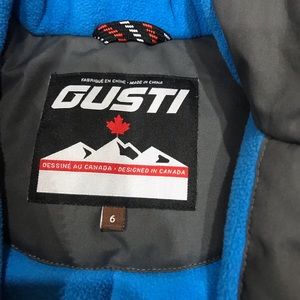 FABRIQUÉ EN CHINE • MADE IN CHINA
GUSTI
DESSINÉ AU CANADA • DESIGNED IN CANADA
6